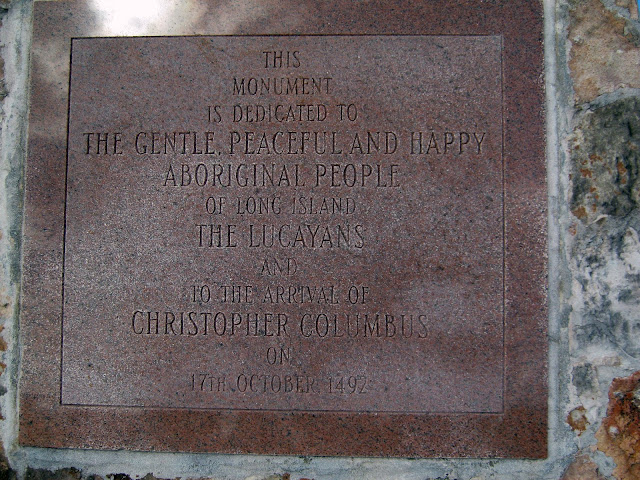 THIS
MONUMENT
IS DEDICATED TO
THE GENTLE, PEACEFUL AND HAPPY
ABORIGINAL PEOPLE
OF LONG ISLAND
THE LUCAYANS
AND
TO THE ARRIVAL OF
CHRISTOPHER COLUMBUS
ON
17TH OCTOBER 1492